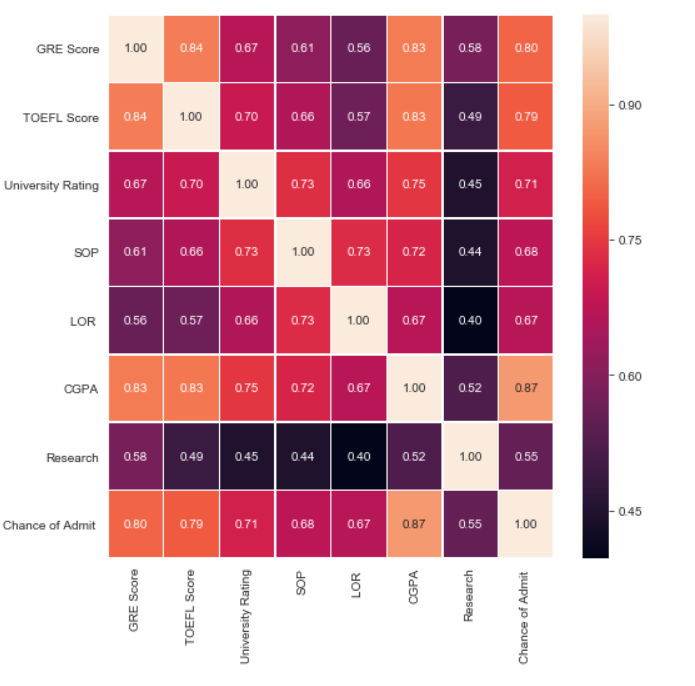 GRE Score 1.00 0.84 0.67 0.61 0.56 0.83 0.58 0.80
0.90
TOEFL Score 0.84 1.00 0.70 0.66 0.57 0.83 0.49 0.79
University Rating 0.67 0.70 1.00 0.73 0.66 0.75 0.45 0.71
0.75
SOP 0.61 0.66 0.73 1.00 0.73 0.72 0.44 0.68
LOR 0.56 0.57 0.66 0.73 1.00 0.67 0.40 0.67
0.60
CGPA 0.83 0.83 0.75 0.72 0.67 1.00 0.52 0.87
Research 0.58 0.49 0.45 0.44 0.40 0.52 1.00 0.55
0.45
Chance of Admit 0.80 0.79 0.71 0.68 0.67 0.87 0.55 1.00
GRE Score
TOEFL Score
University Rating
SOP
LOR
CGPA
Research
Chance of Admit